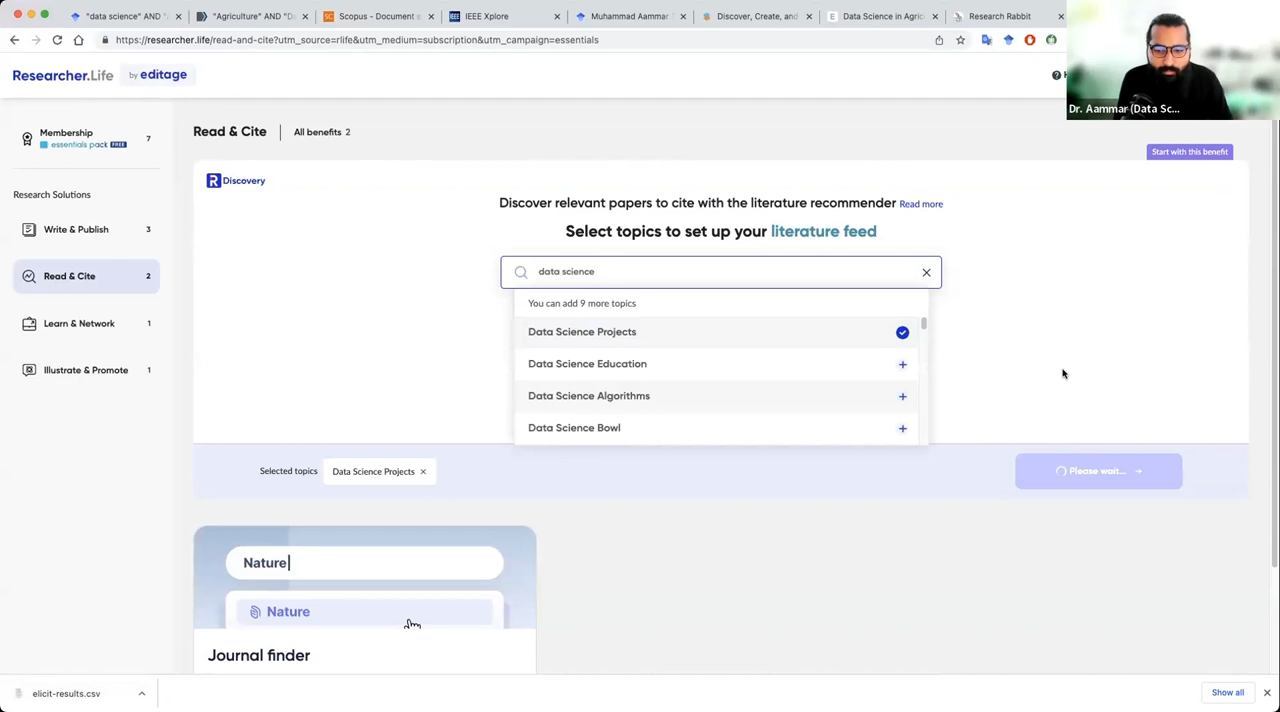 "data science" AND "A
"Agriculture" AND "Da
Scopus - Document s
IEEE Xplore
Muhammad Aammar T
Discover, Create, and
Data Science in Agric
Research Rabbit
https://researcher.life/read-and-cite?utm_source=life&utm_medium=subscription&utm_campaign=essentials
Dr. Aammar (Data Sc...
Researcher.Life by editage
Membership 7
essentials pack FREE
Read & Cite
All benefits 2
Start with this benefit
Research Solutions
R Discovery
Discover relevant papers to cite with the literature recommender Read more
Select topics to set up your literature feed
Write & Publish 3
Read & Cite 2
Learn & Network 1
Illustrate & Promote 1
data science
You can add 9 more topics
Data Science Projects
Data Science Education
Data Science Algorithms
Data Science Bowl
Selected topics
Data Science Projects
Please wait...
Nature
Nature
Journal finder
elicit-results.csv
Show all